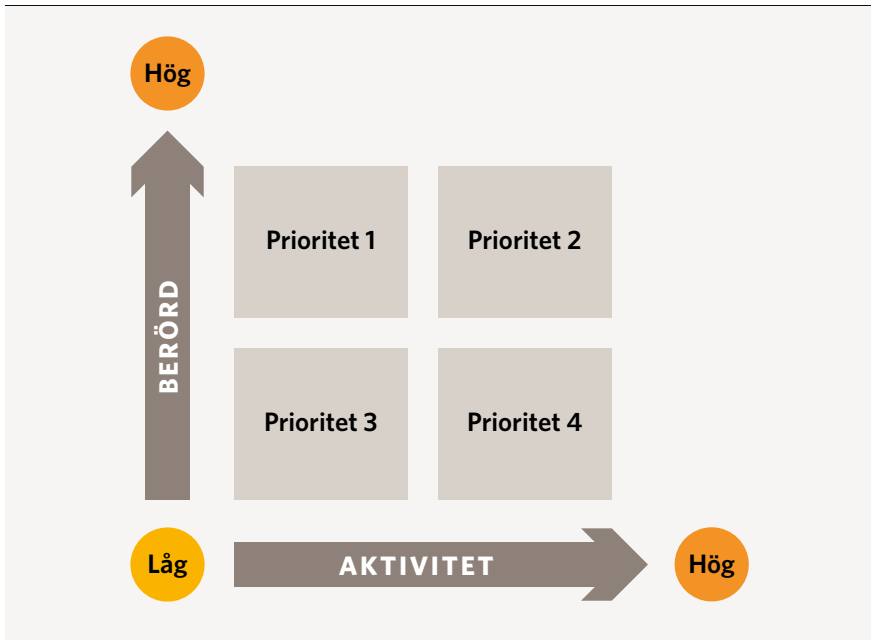 Hög
Prioritet 1
Prioritet 2
BERÖRD
Prioritet 3
Prioritet 4
Låg
AKTIVITET
Hög